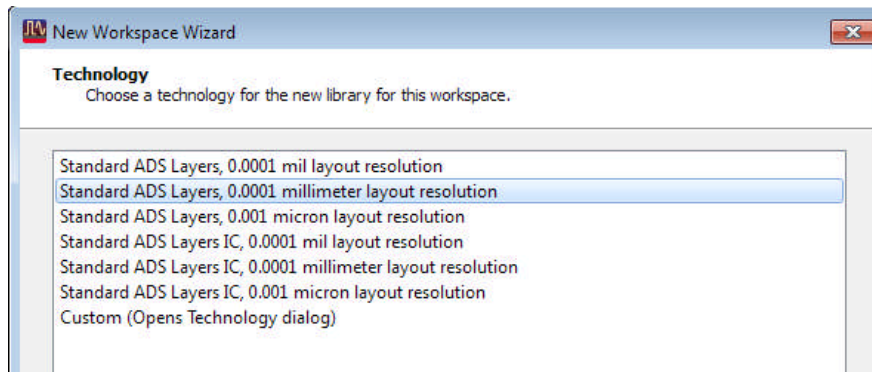 New Workspace Wizard
Technology
Choose a technology for the new library for this workspace.
Standard ADS Layers, 0.0001 mil layout resolution
Standard ADS Layers, 0.0001 millimeter layout resolution
Standard ADS Layers, 0.001 micron layout resolution
Standard ADS Layers IC, 0.0001 mil layout resolution
Standard ADS Layers IC, 0.0001 millimeter layout resolution
Standard ADS Layers IC, 0.001 micron layout resolution
Custom (Opens Technology dialog)